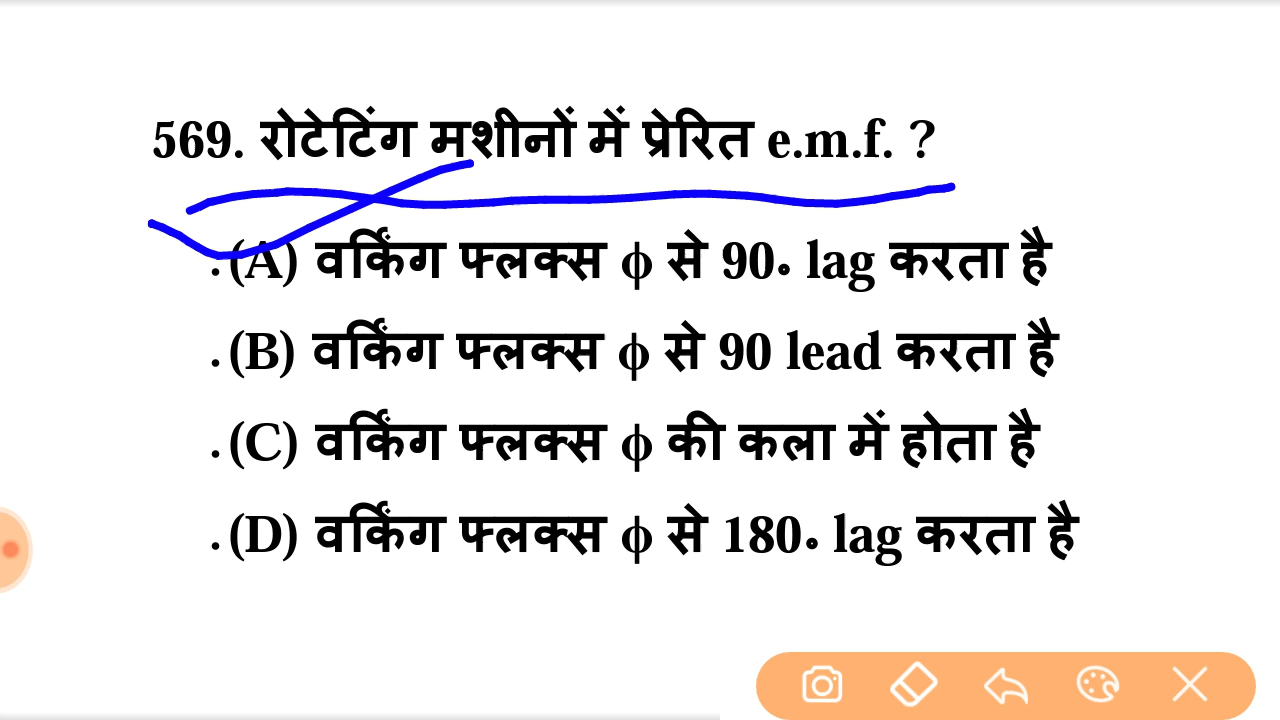 569. रोटेटिंग मशीनों में प्रेरित e.m.f. ?
.(A) वर्किंग फ्लक्स ϕ से 90॰ lag करता है
.(B) वर्किंग फ्लक्स ϕ से 90 lead करता है
.(C) वर्किंग फ्लक्स ϕ की कला में होता है
.(D) वर्किंग फ्लक्स ϕ से 180॰ lag करता है